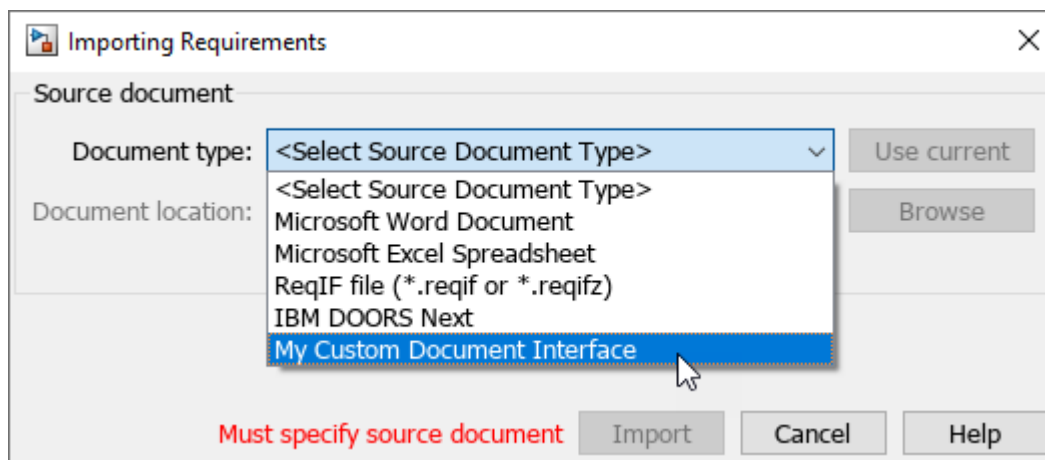 Importing Requirements
Source document
Document type: <Select Source Document Type> Use current
<Select Source Document Type>
Document location: Microsoft Word Document Browse
Microsoft Excel Spreadsheet
ReqIF file (*.reqif or *.reqifz)
IBM DOORS Next
My Custom Document Interface
Must specify source document Import Cancel Help